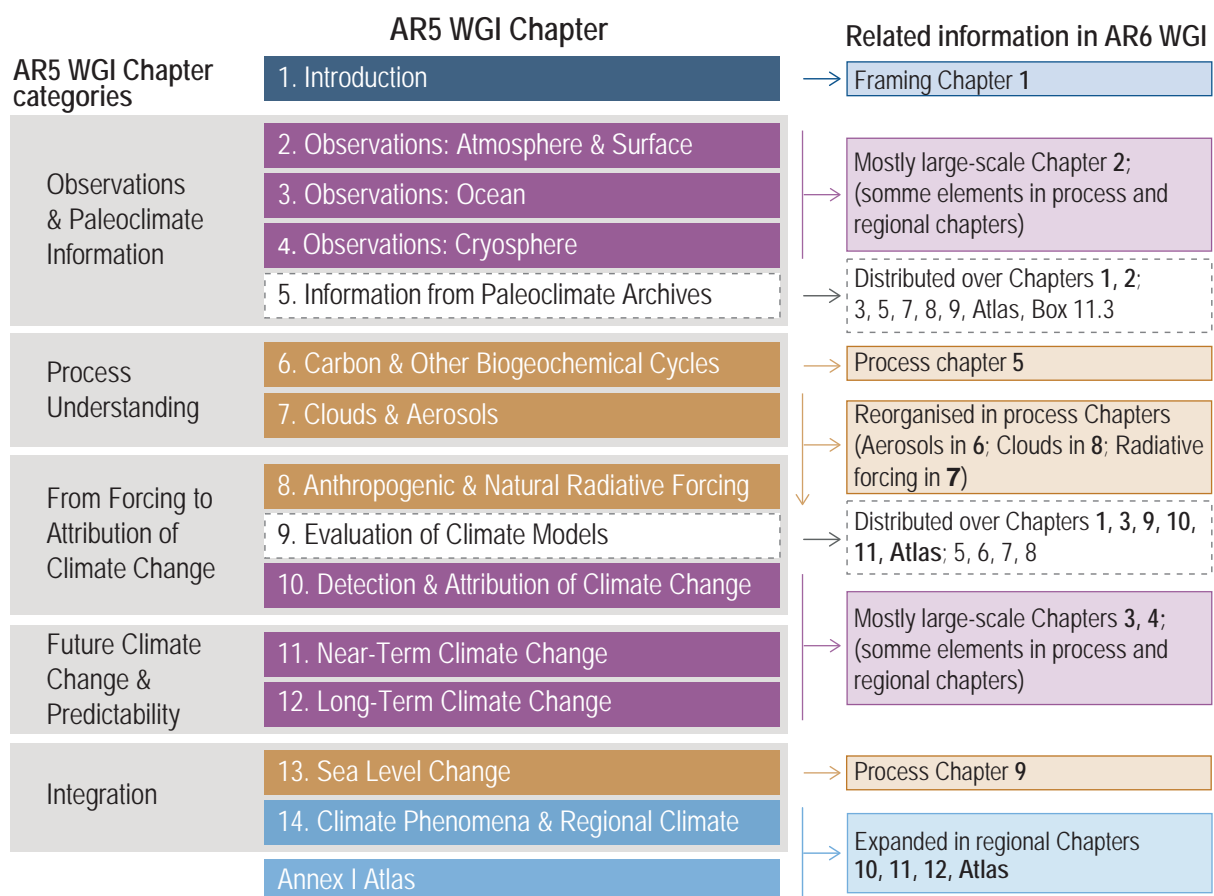 AR5 WGI Chapter categories
AR5 WGI Chapter
Related information in AR6 WGI
1. Introduction
Framing Chapter 1
Observations
& Paleoclimate
Information
2. Observations: Atmosphere & Surface
3. Observations: Ocean
4. Observations: Cryosphere
5. Information from Paleoclimate Archives
Mostly large-scale Chapter 2;
(somme elements in process and
regional chapters)
Distributed over Chapters 1, 2;
3, 5, 7, 8, 9, Atlas, Box 11.3
Process
Understanding
6. Carbon & Other Biogeochemical Cycles
7. Clouds & Aerosols
Process chapter 5
Reorganised in process Chapters
(Aerosols in 6; Clouds in 8; Radiative
forcing in 7)
From Forcing to
Attribution of
Climate Change
8. Anthropogenic & Natural Radiative Forcing
9. Evaluation of Climate Models
10. Detection & Attribution of Climate Change
Distributed over Chapters 1, 3, 9, 10,
11, Atlas; 5, 6, 7, 8
Future Climate
Change &
Predictability
11. Near-Term Climate Change
12. Long-Term Climate Change
Mostly large-scale Chapters 3, 4;
(somme elements in process and
regional chapters)
Integration
13. Sea Level Change
14. Climate Phenomena & Regional Climate
Annex I Atlas
Process Chapter 9
Expanded in regional Chapters
10, 11, 12, Atlas